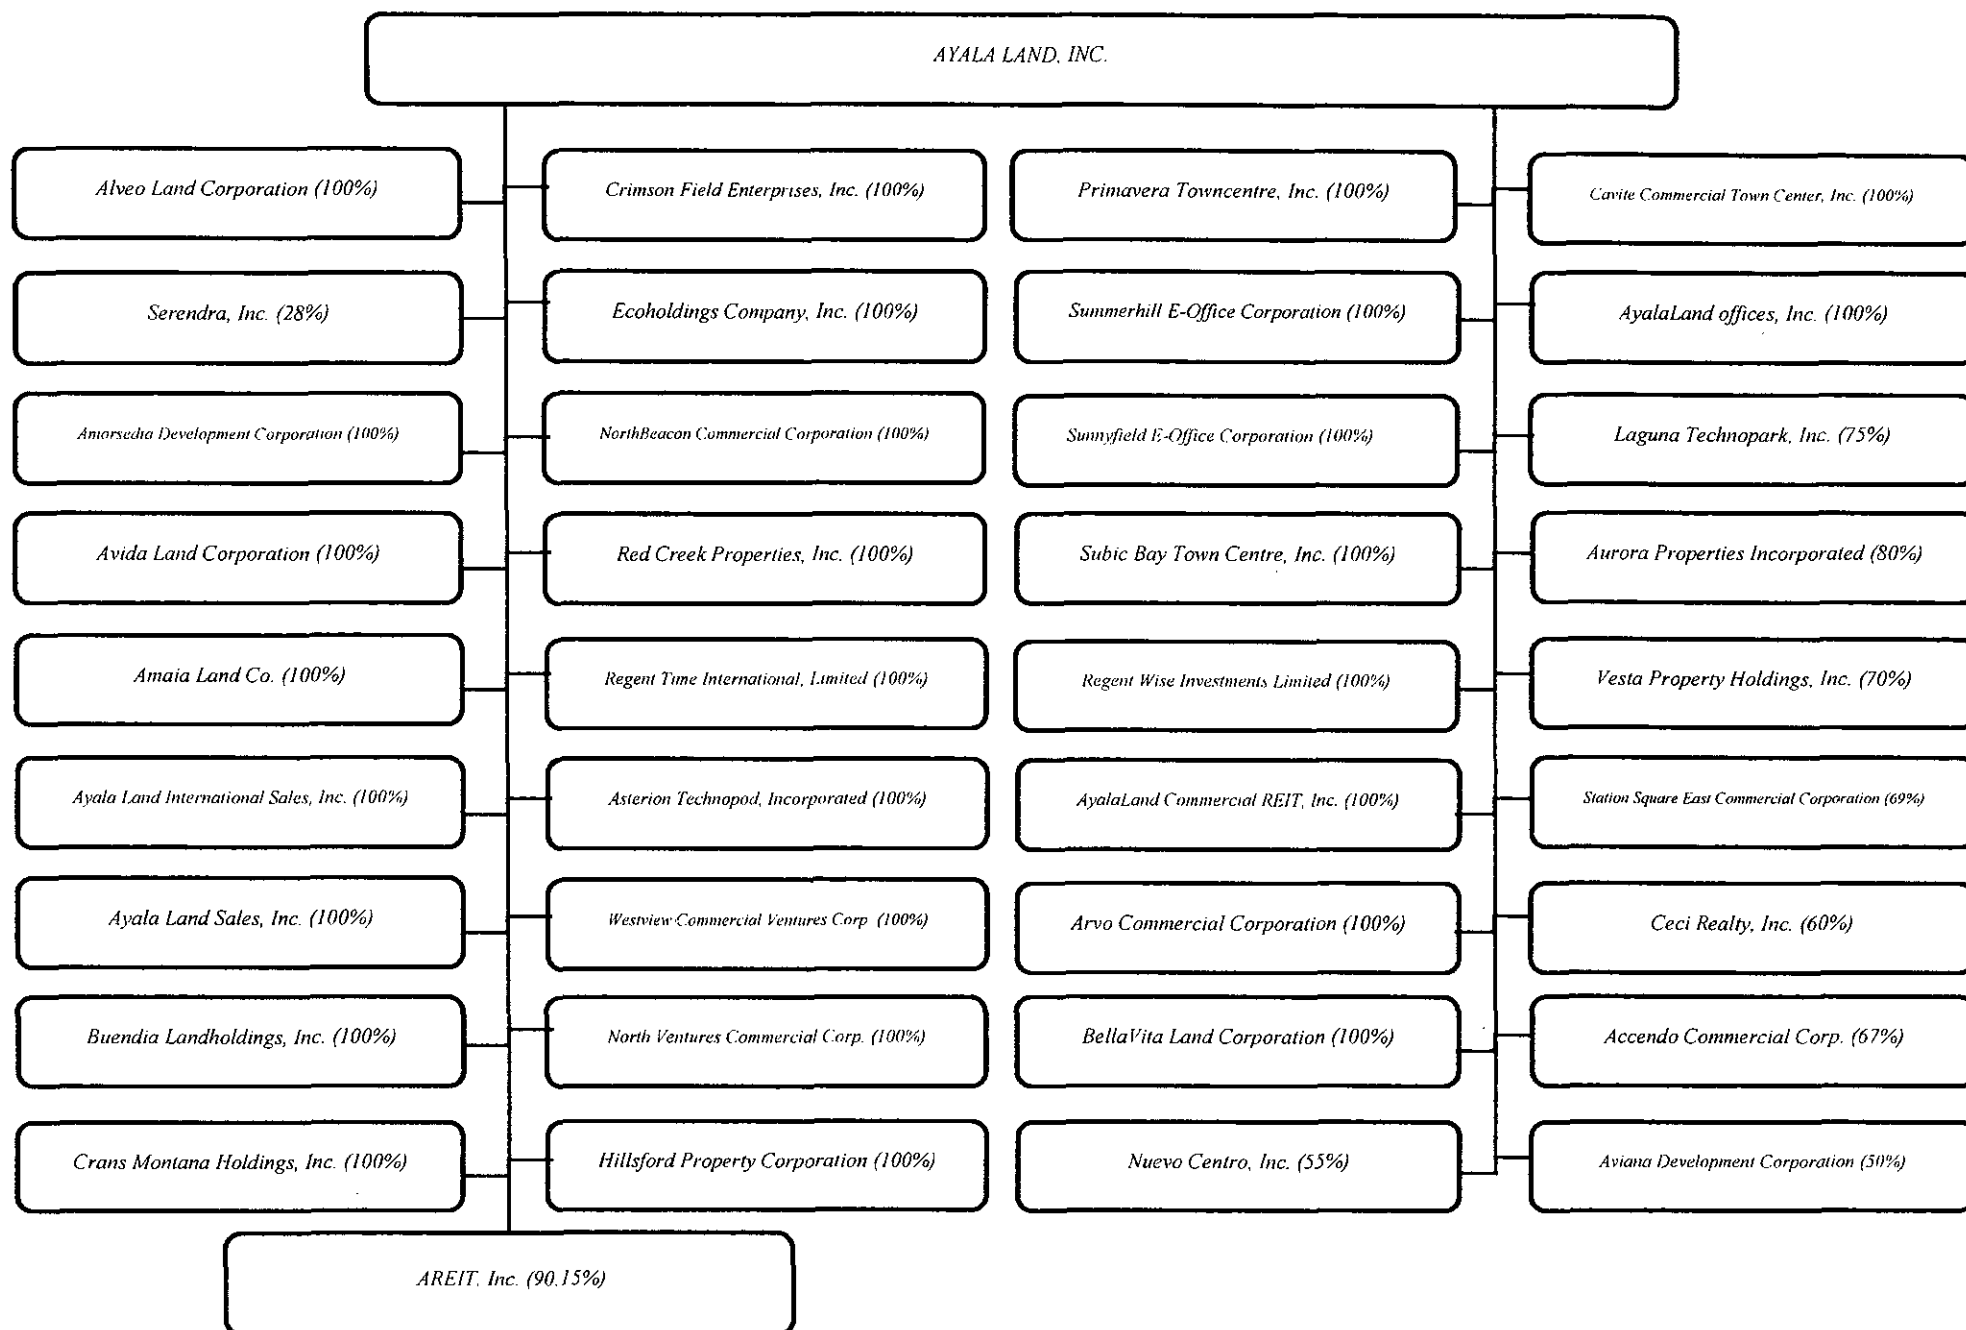 AYALA LAND, INC.
Alveo Land Corporation (100%)
Crimson Field Enterprises, Inc. (100%)
Primavera Towncentre, Inc. (100%)
Cavite Commercial Town Center, Inc. (100%)
Serendra, Inc. (28%)
Ecoholdings Company, Inc. (100%)
Summerhill E-Office Corporation (100%)
AyalaLand offices, Inc. (100%)
Amorsedia Development Corporation (100%)
NorthBeacon Commercial Corporation (100%)
Sunnyfield E-Office Corporation (100%)
Laguna Technopark, Inc. (75%)
Avida Land Corporation (100%)
Red Creek Properties, Inc. (100%)
Subic Bay Town Centre, Inc. (100%)
Aurora Properties Incorporated (80%)
Amaia Land Co. (100%)
Regent Time International, Limited (100%)
Regent Wise Investments Limited (100%)
Vesta Property Holdings, Inc. (70%)
Ayala Land International Sales, Inc. (100%)
Asterion Technopod, Incorporated (100%)
AyalaLand Commercial REIT, Inc. (100%)
Station Square East Commercial Corporation (69%)
Ayala Land Sales, Inc. (100%)
Westview Commercial Ventures Corp. (100%)
Arvo Commercial Corporation (100%)
Ceci Realty, Inc. (60%)
Buendia Landholdings, Inc. (100%)
North Ventures Commercial Corp. (100%)
BellaVita Land Corporation (100%)
Accendo Commercial Corp. (67%)
Crans Montana Holdings, Inc. (100%)
Hillsford Property Corporation (100%)
Nuevo Centro, Inc. (55%)
Aviana Development Corporation (50%)
AREIT, Inc. (90.15%)